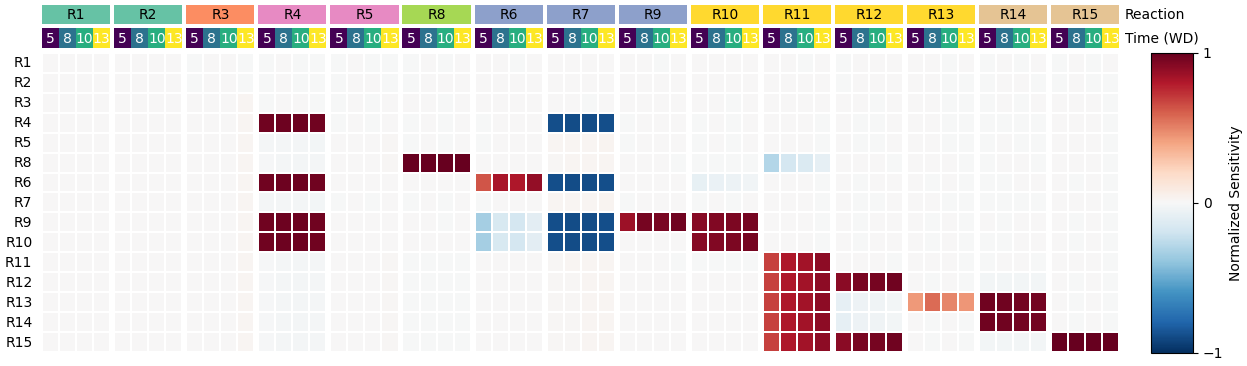 R1 R2 R3 R4 R5 R8 R6 R7 R9 R10 R11 R12 R13 R14 R15 Reaction
5 8 10 13 5 8 10 13 5 8 10 13 5 8 10 13 5 8 10 13 5 8 10 13 5 8 10 13 5 8 10 13 5 8 10 13 5 8 10 13 5 8 10 13 5 8 10 13 5 8 10 13 5 8 10 13 5 8 10 13 Time (WD)
R1
R2
R3
R4
R5
R8
R6
R7
R9
R10
R11
R12
R13
R14
R15
1
0
−1
Normalized Sensitivity